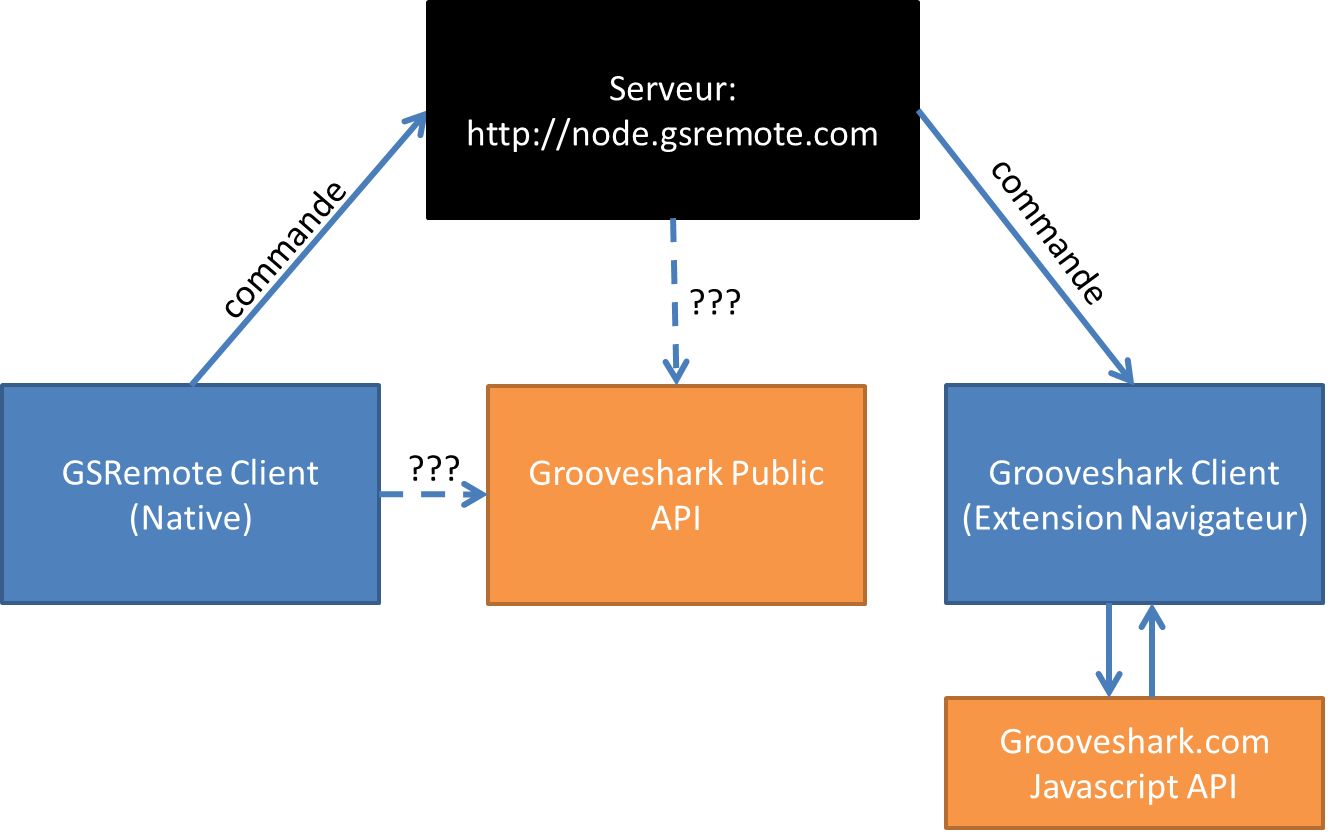 Serveur:
http://node.gsremote.com
commande
commande
???
GSRemote Client
(Native)
???
Grooveshark Public
API
Grooveshark Client
(Extension Navigateur)
Grooveshark.com
Javascript API